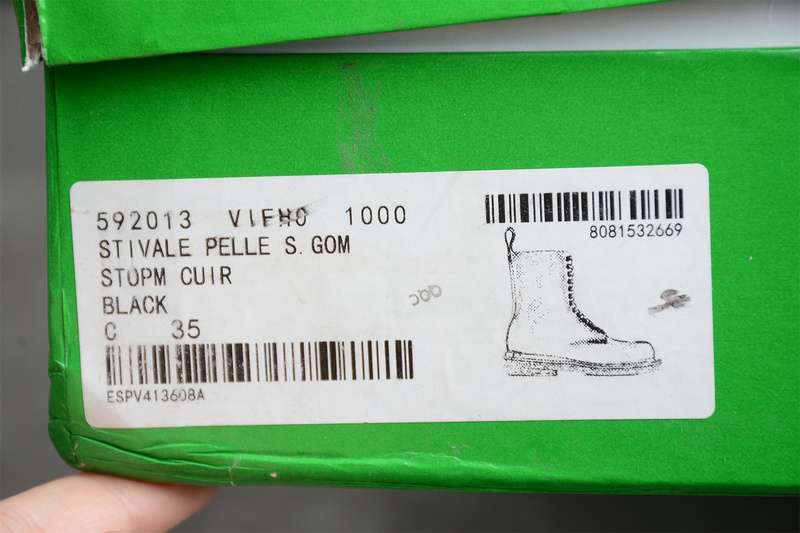 592013 VIFH0 1000
STIVALE PELLE S. GOM
STOPM CUIR
BLACK
C 35
ESPV413608A
8081532669